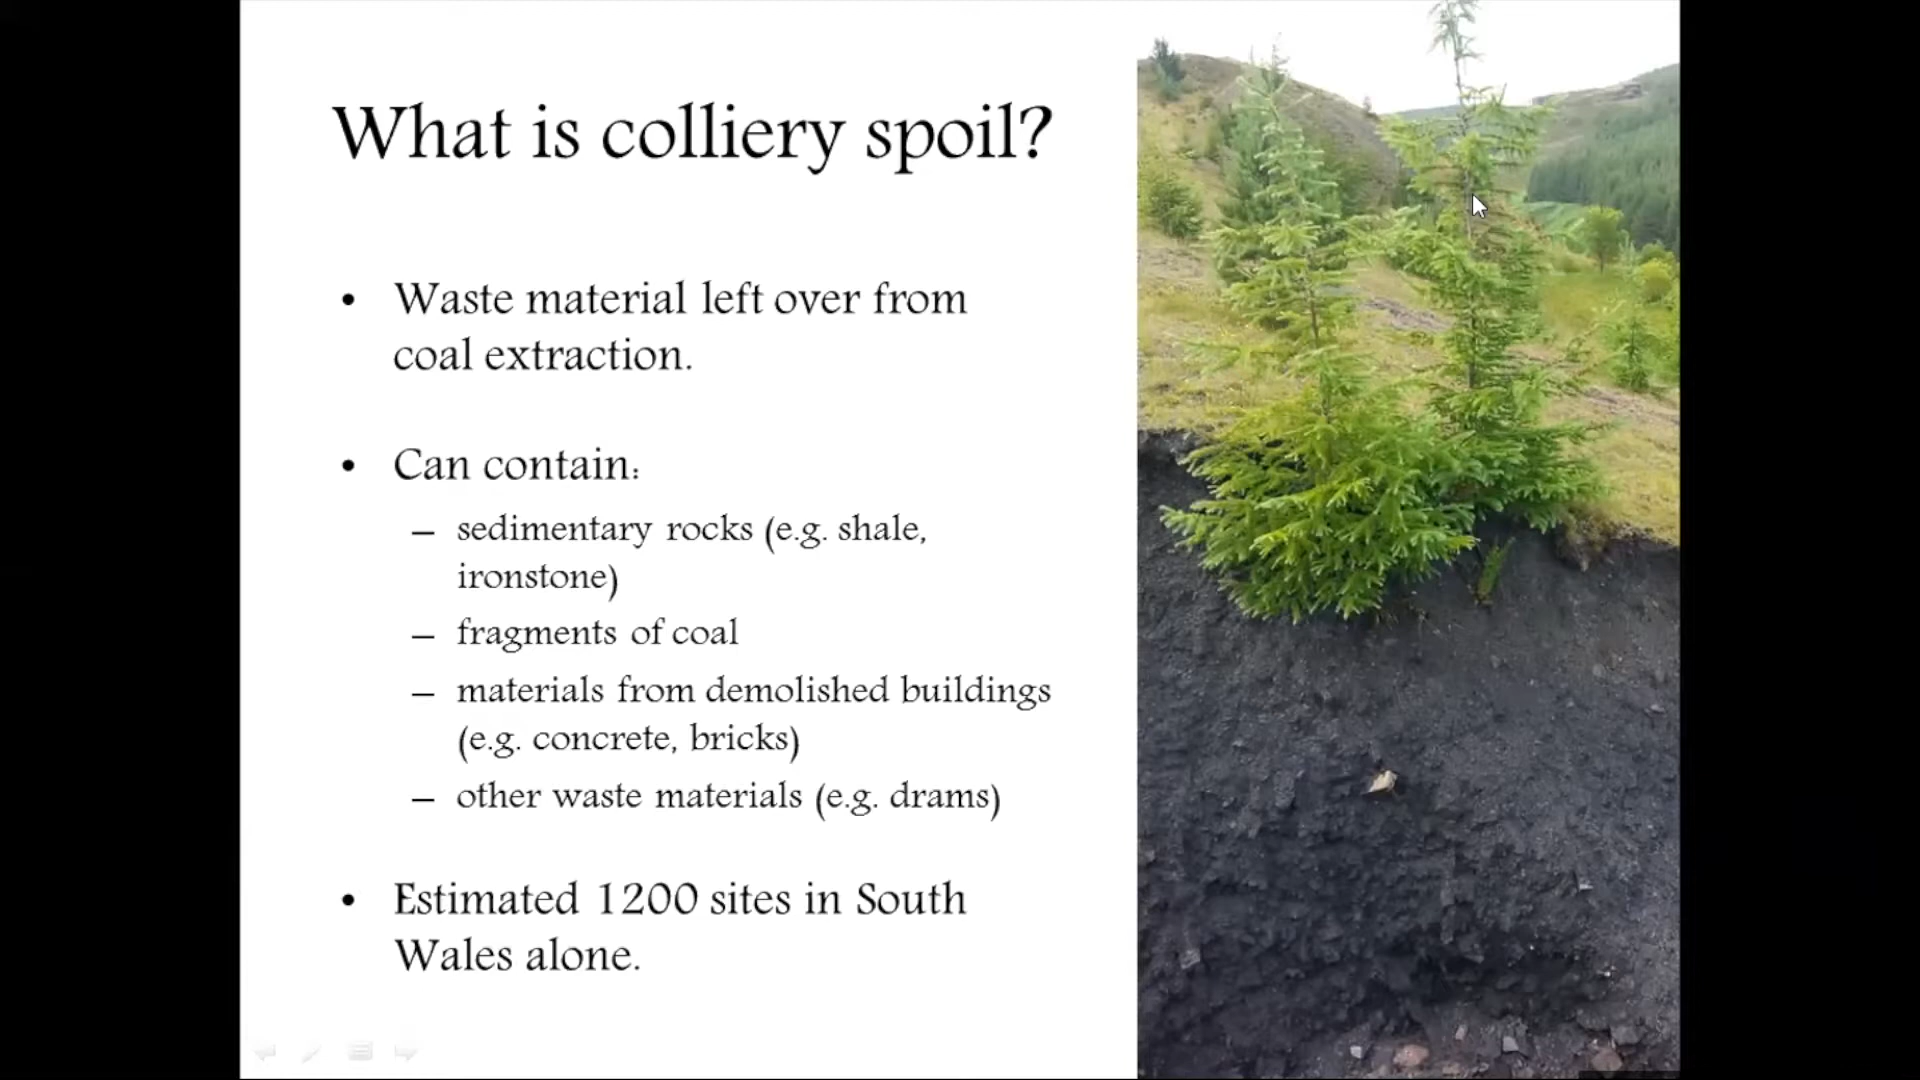 What is colliery spoil?
• Waste material left over from
coal extraction.
• Can contain:
– sedimentary rocks (e.g. shale,
ironstone)
– fragments of coal
– materials from demolished buildings
(e.g. concrete, bricks)
– other waste materials (e.g. drams)
• Estimated 1200 sites in South
Wales alone.